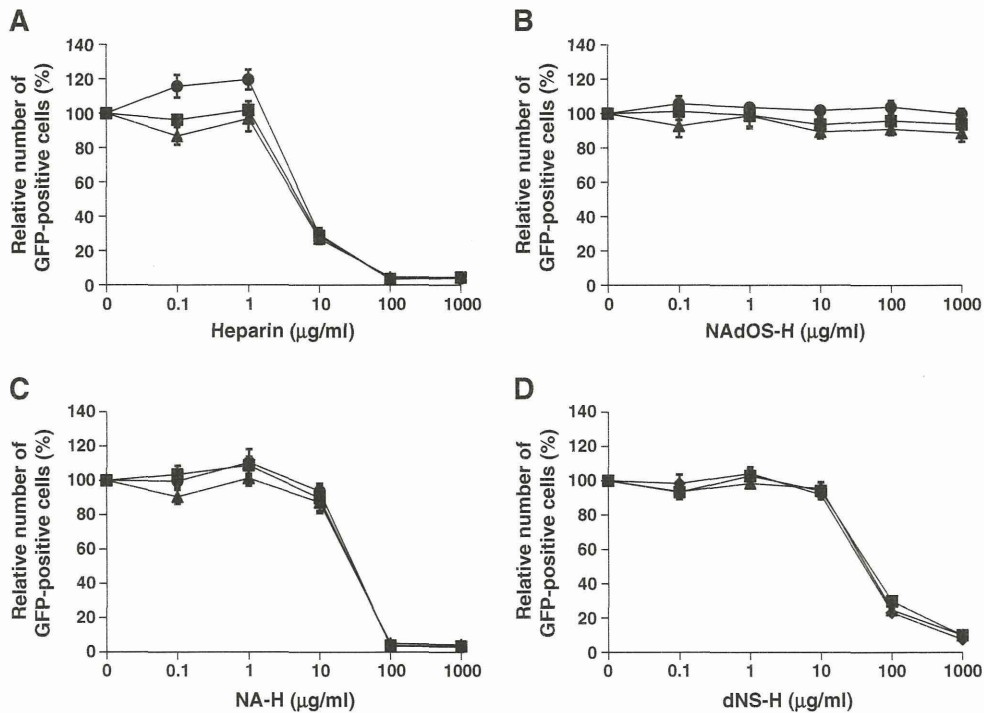 A
Relative number of
GFP-positive cells (%)
140
120
100
80
60
40
20
0
0 0.1 1 10 100 1000
Heparin (μg/ml)
B
Relative number of
GFP-positive cells (%)
140
120
100
80
60
40
20
0
0 0.1 1 10 100 1000
NAdOS-H (μg/ml)
C
Relative number of
GFP-positive cells (%)
140
120
100
80
60
40
20
0
0 0.1 1 10 100 1000
NA-H (μg/ml)
D
Relative number of
GFP-positive cells (%)
140
120
100
80
60
40
20
0
0 0.1 1 10 100 1000
dNS-H (μg/ml)